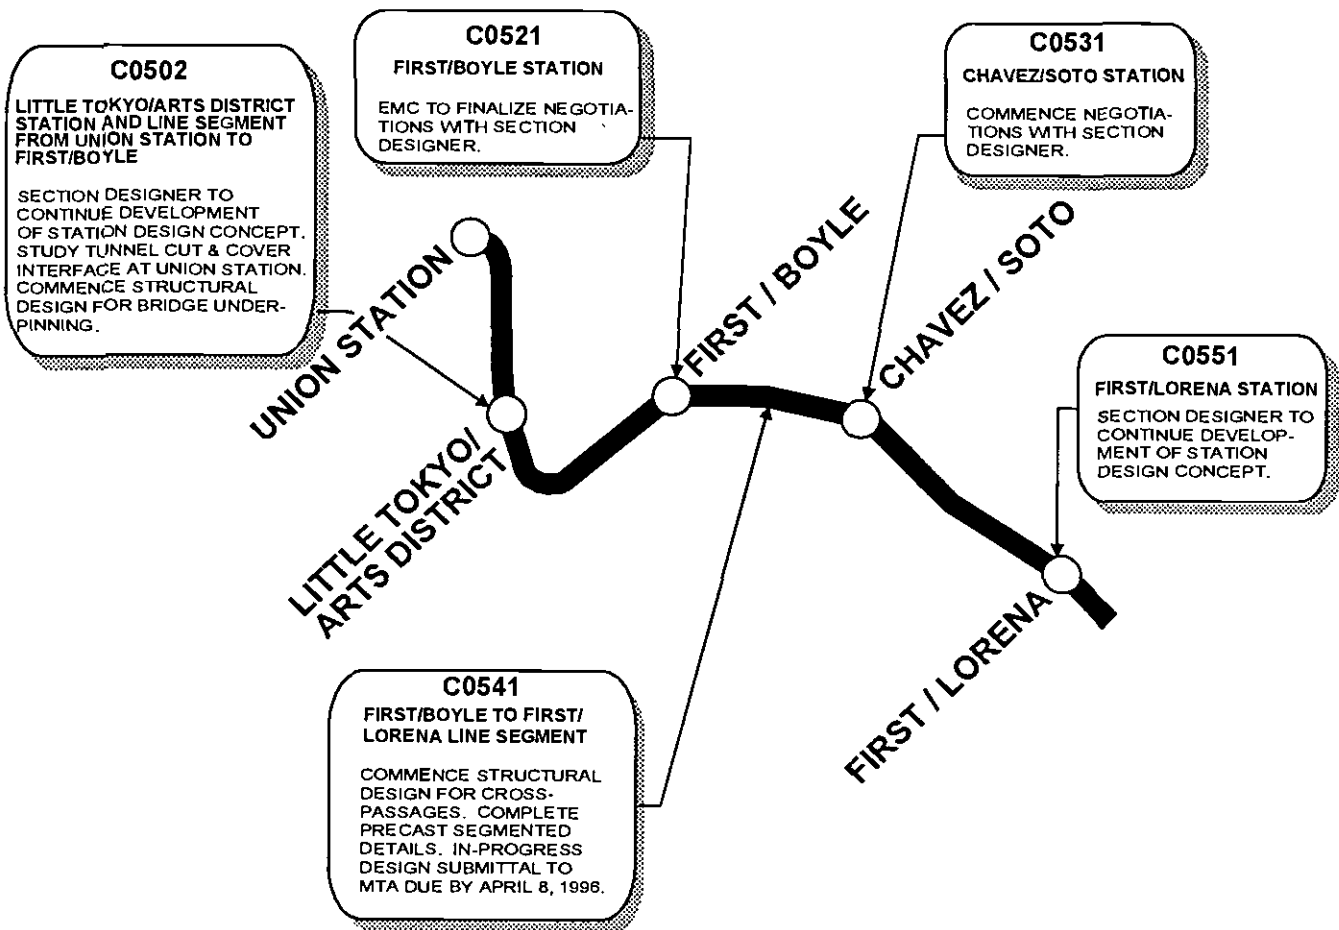 C0502
LITTLE TOKYO/ARTS DISTRICT
STATION AND LINE SEGMENT
FROM UNION STATION TO
FIRST/BOYLE
SECTION DESIGNER TO
CONTINUE DEVELOPMENT
OF STATION DESIGN CONCEPT.
STUDY TUNNEL CUT & COVER
INTERFACE AT UNION STATION.
COMMENCE STRUCTURAL
DESIGN FOR BRIDGE UNDER-
PINNING.
C0521
FIRST/BOYLE STATION
EMC TO FINALIZE NEGOTIA-
TIONS WITH SECTION
DESIGNER.
C0531
CHAVEZ/SOTO STATION
COMMENCE NEGOTIA-
TIONS WITH SECTION
DESIGNER.
UNION STATION
LITTLE TOKYO/
ARTS DISTRICT
FIRST / BOYLE
CHAVEZ / SOTO
FIRST / LORENA
C0551
FIRST/LORENA STATION
SECTION DESIGNER TO
CONTINUE DEVELOP-
MENT OF STATION
DESIGN CONCEPT.
C0541
FIRST/BOYLE TO FIRST/
LORENA LINE SEGMENT
COMMENCE STRUCTURAL
DESIGN FOR CROSS-
PASSAGES. COMPLETE
PRECAST SEGMENTED
DETAILS. IN-PROGRESS
DESIGN SUBMITTAL TO
MTA DUE BY APRIL 8, 1996.